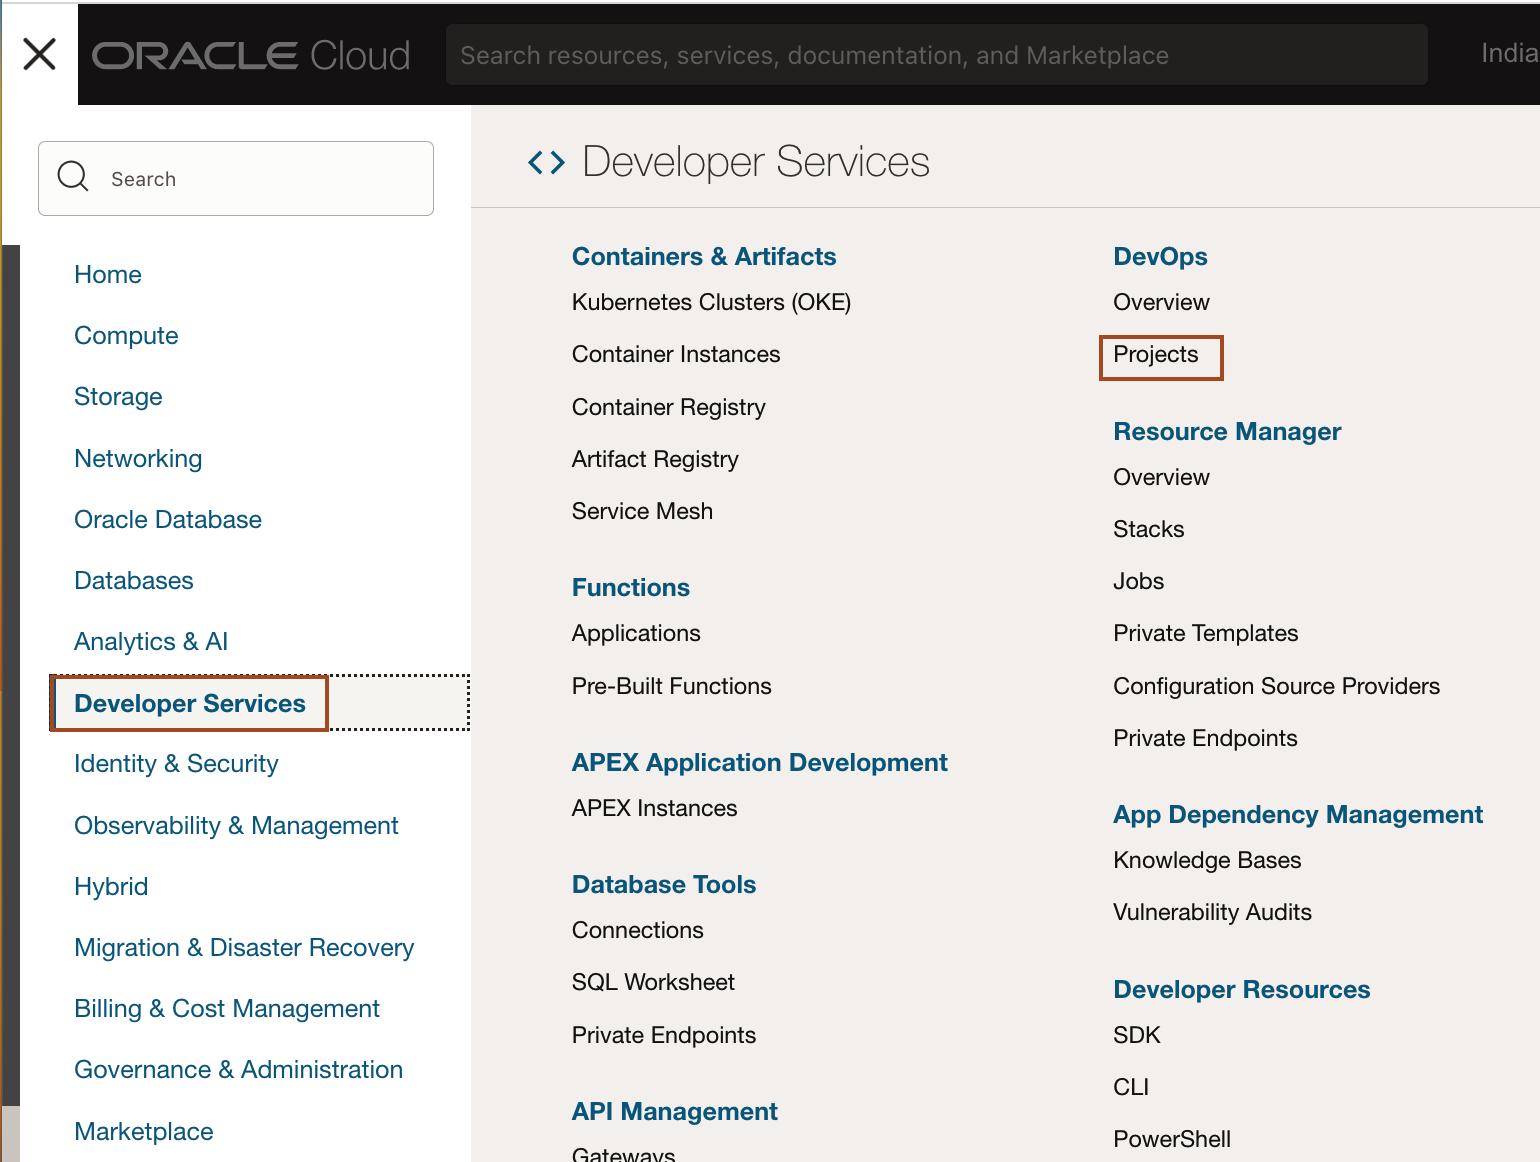 ORACLE Cloud
Search resources, services, documentation, and Marketplace
India
Search
Home
Compute
Storage
Networking
Oracle Database
Databases
Analytics & AI
Developer Services
Identity & Security
Observability & Management
Hybrid
Migration & Disaster Recovery
Billing & Cost Management
Governance & Administration
Marketplace
Developer Services
Containers & Artifacts
Kubernetes Clusters (OKE)
Container Instances
Container Registry
Artifact Registry
Service Mesh
Functions
Applications
Pre-Built Functions
APEX Application Development
APEX Instances
Database Tools
Connections
SQL Worksheet
Private Endpoints
API Management
Gateways
DevOps
Overview
Projects
Resource Manager
Overview
Stacks
Jobs
Private Templates
Configuration Source Providers
Private Endpoints
App Dependency Management
Knowledge Bases
Vulnerability Audits
Developer Resources
SDK
CLI
PowerShell